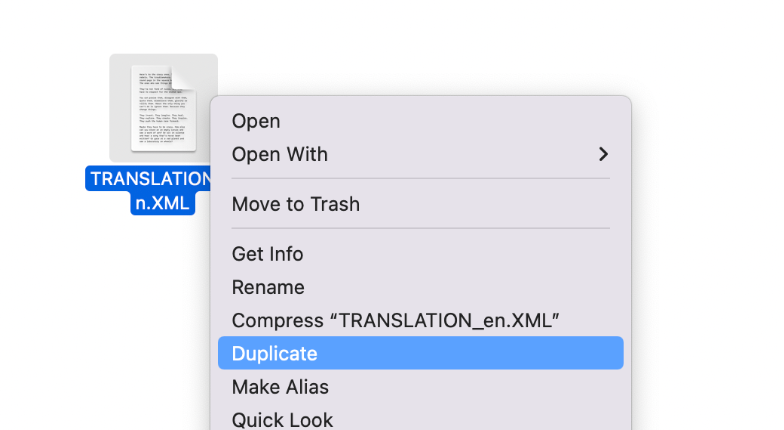 TRANSLATION
n.XML
Open
Open With
Move to Trash
Get Info
Rename
Compress “TRANSLATION_en.XML”
Duplicate
Make Alias
Quick Look